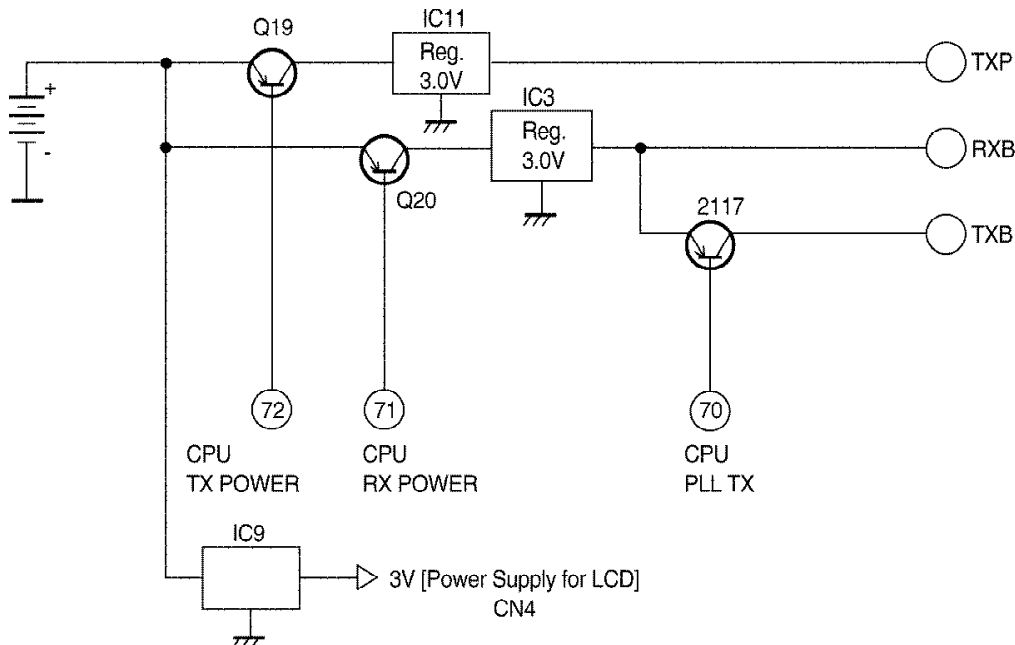 Q19
IC11
Reg.
3.0V
TXP
+
-
IC3
Reg.
3.0V
RXB
Q20
2117
TXB
72
71
70
CPU
TX POWER
CPU
RX POWER
CPU
PLL TX
IC9
3V [Power Supply for LCD]
CN4